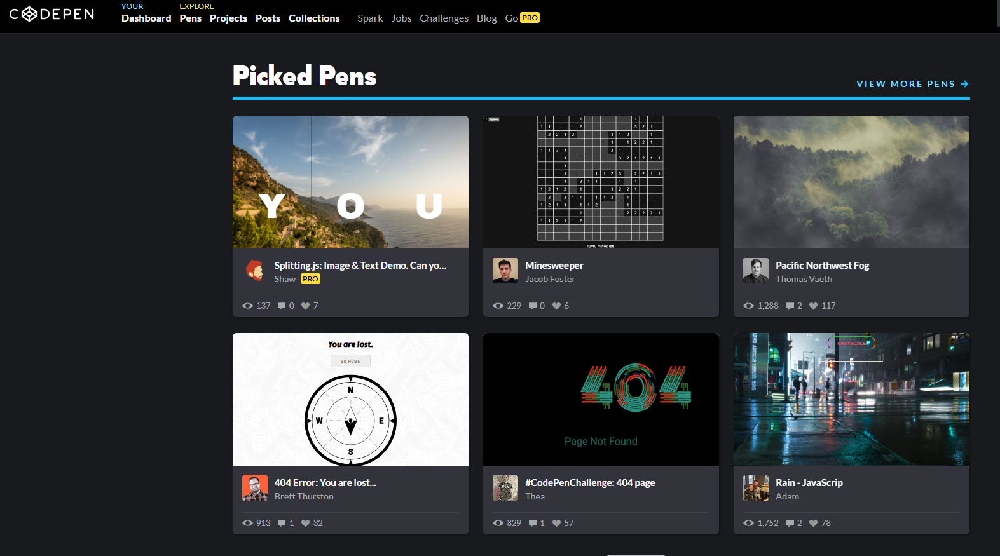 CODEPEN
YOUR
Dashboard
EXPLORE
Pens Projects Posts Collections
Spark Jobs Challenges Blog Go PRO
Picked Pens
VIEW MORE PENS →
Y O U
Splitting.js: Image & Text Demo. Can yo...
Shaw PRO
137 0 7
Options
40/40 mines left
Minesweeper
Jacob Foster
229 0 6
Pacific Northwest Fog
Thomas Vaeth
1,288 2 117
You are lost.
GO HOME
N
W E
S
404 Error: You are lost...
Brett Thurston
913 1 32
404
Page Not Found
#CodePenChallenge: 404 page
Thea
829 1 57
GRAYSCALE
Rain - JavaScrip
Adam
1,752 2 78